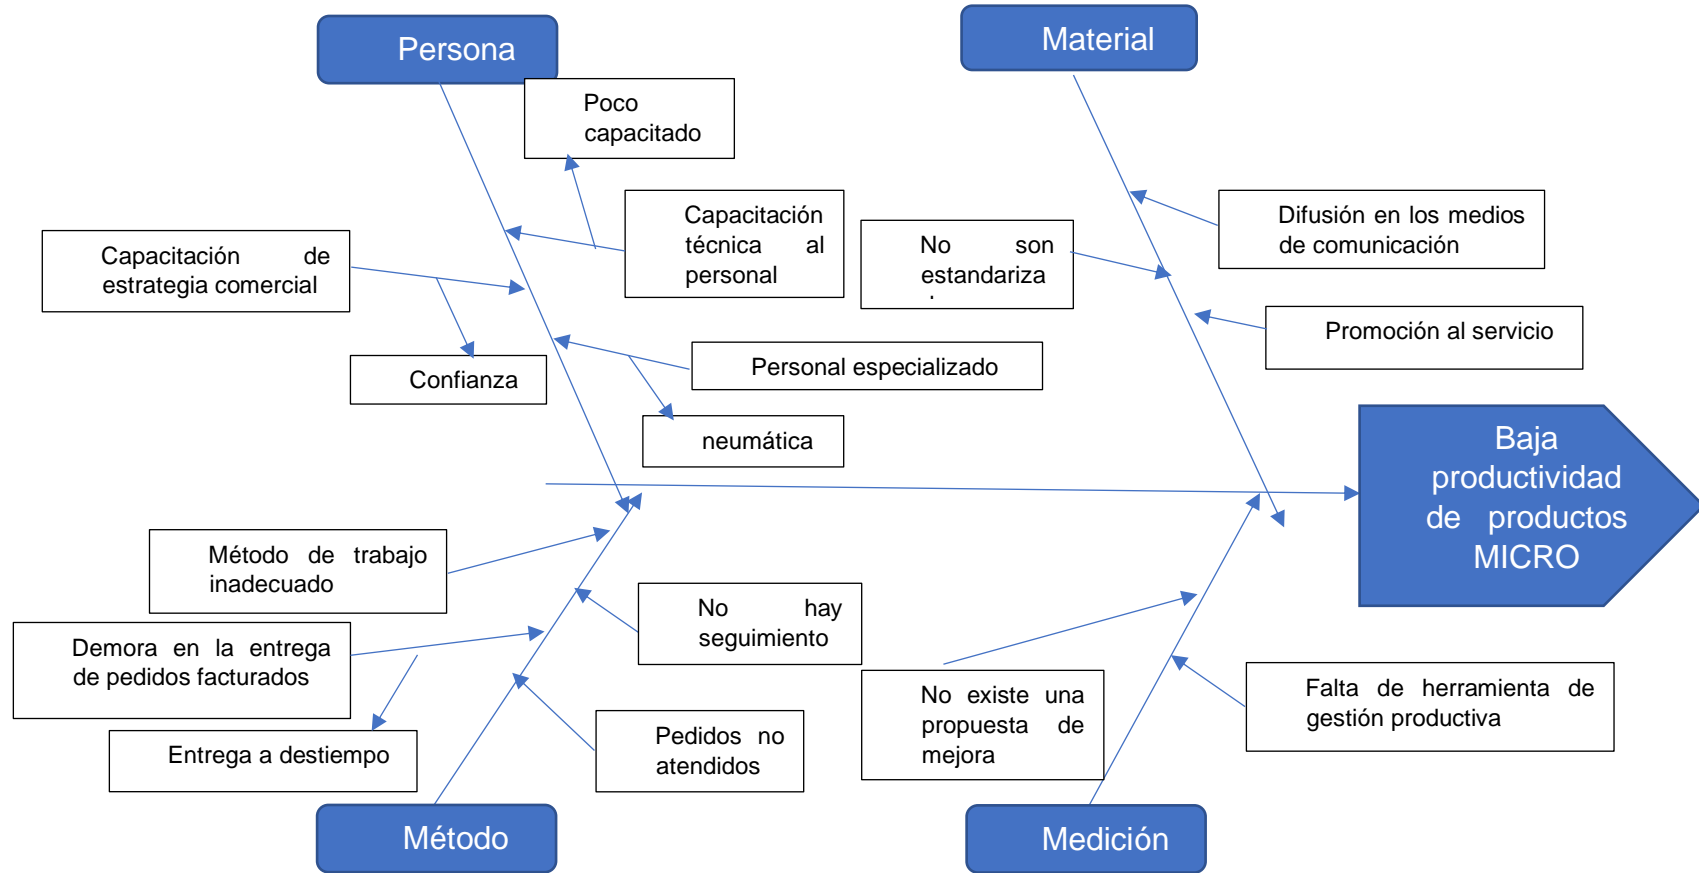 Persona
Material
Poco
capacitado
Capacitación
técnica al
personal
Capacitación de
estrategia comercial
Confianza
Personal especializado
neumática
Difusión en los medios
de comunicación
No son
estandariza
Promoción al servicio
Baja
productividad
de productos
MICRO
Método de trabajo
inadecuado
No hay
seguimiento
Demora en la entrega
de pedidos facturados
Entrega a destiempo
Pedidos no
atendidos
No existe una
propuesta de
mejora
Falta de herramienta de
gestión productiva
Método
Medición